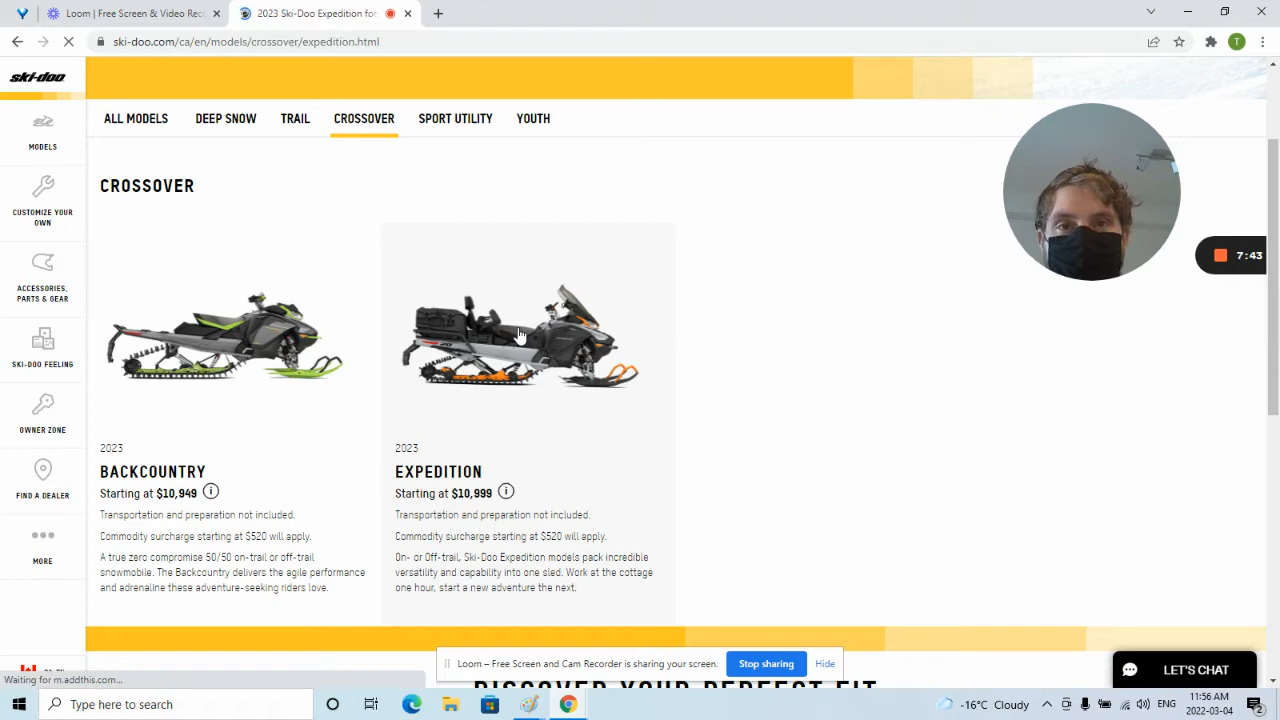 Loom | Free Screen & Video Rec
2023 Ski-Doo Expedition for
ski-doo.com/ca/en/models/crossover/expedition.html
T
ski-doo
ALL MODELS
DEEP SNOW
TRAIL
CROSSOVER
SPORT UTILITY
YOUTH
MODELS
CUSTOMIZE YOUR
OWN
ACCESSORIES,
PARTS & GEAR
SKI-DOO FEELING
OWNER ZONE
FIND A DEALER
MORE
CROSSOVER
7:43
2023
BACKCOUNTRY
Starting at $10,949
Transportation and preparation not included.
Commodity surcharge starting at $520 will apply.
A true zero compromise 50/50 on-trail or off-trail
snowmobile. The Backcountry delivers the agile performance
and adrenaline these adventure-seeking riders love.
2023
EXPEDITION
Starting at $10,999
Transportation and preparation not included.
Commodity surcharge starting at $520 will apply.
On- or Off-trail, Ski-Doo Expedition models pack incredible
versatility and capability into one sled. Work at the cottage
one hour, start a new adventure the next.
Loom – Free Screen and Cam Recorder is sharing your screen.
Stop sharing
Hide
LET'S CHAT
DISCOVER YOUR PERFECT FIT
Waiting for m.addthis.com...
Type here to search
-16°C Cloudy
ENG
11:56 AM
2022-03-04
2